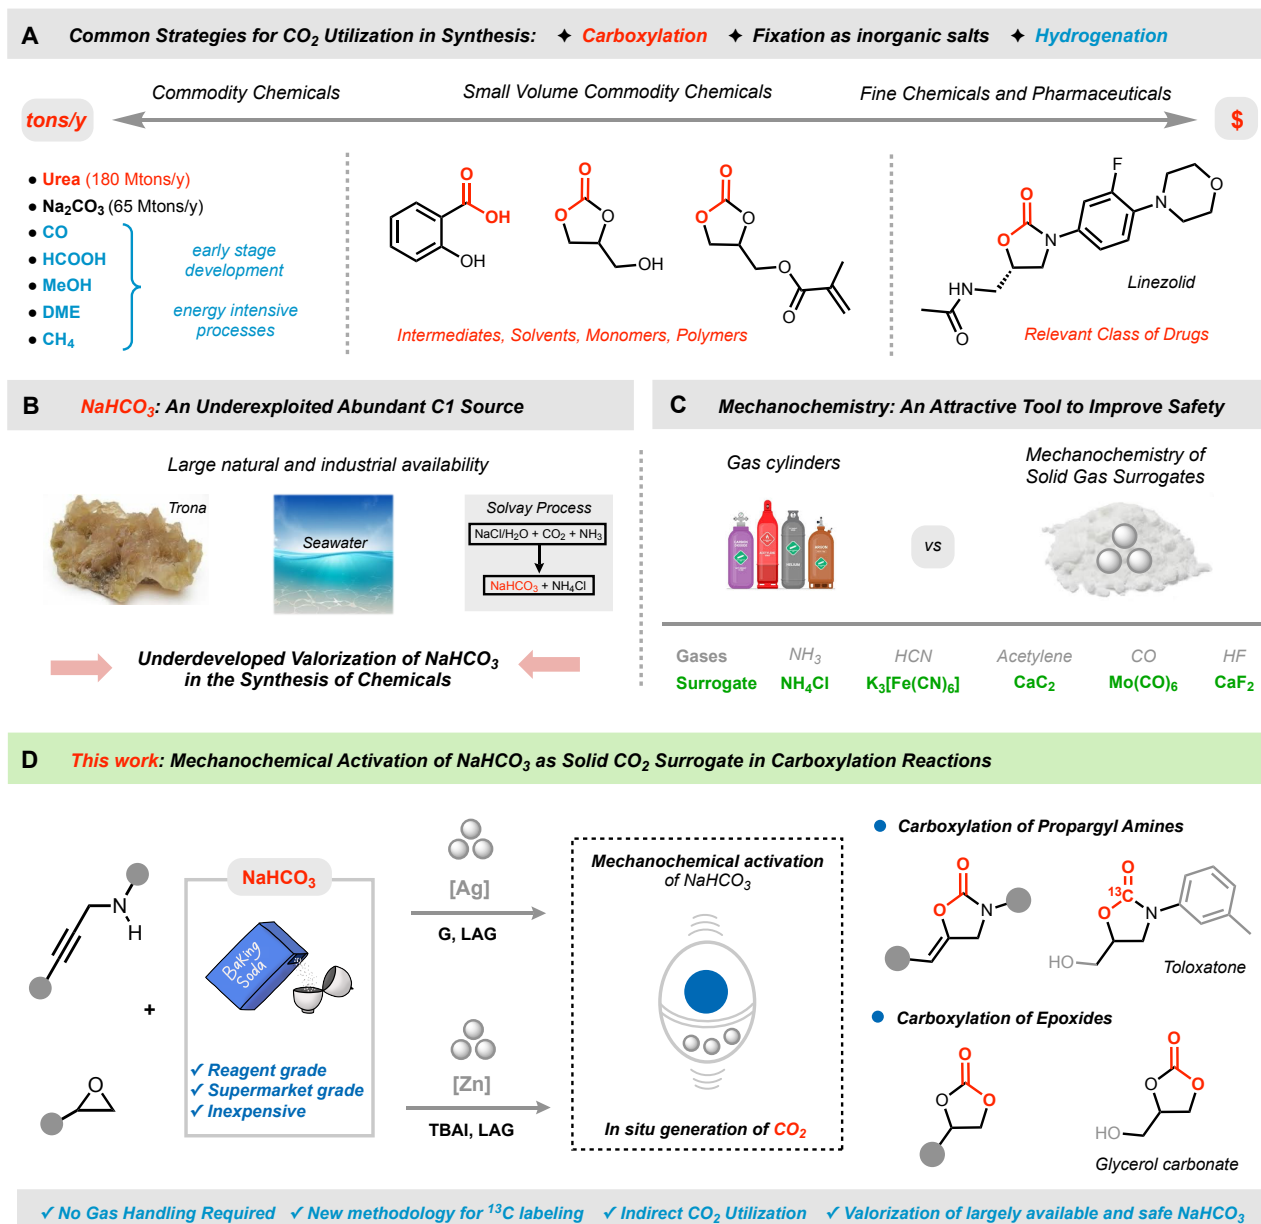 A Common Strategies for CO₂ Utilization in Synthesis: ✦ Carboxylation ✦ Fixation as inorganic salts ✦ Hydrogenation
Commodity Chemicals
Small Volume Commodity Chemicals
Fine Chemicals and Pharmaceuticals
tons/y
$
● Urea (180 Mtons/y)
● Na₂CO₃ (65 Mtons/y)
● CO
● HCOOH
● MeOH
● DME
● CH₄
early stage
development
energy intensive
processes
O
OH
OH
O
O
O
OH
O
O
O
O
O
Intermediates, Solvents, Monomers, Polymers
F
O
N
O
O
N
HN
O
Linezolid
Relevant Class of Drugs
B NaHCO₃: An Underexploited Abundant C1 Source
Large natural and industrial availability
Trona
Seawater
Solvay Process
NaCl/H₂O + CO₂ + NH₃
NaHCO₃ + NH₄Cl
Underdeveloped Valorization of NaHCO₃
in the Synthesis of Chemicals
C Mechanochemistry: An Attractive Tool to Improve Safety
Gas cylinders
vs
Mechanochemistry of
Solid Gas Surrogates
Gases NH₃ HCN Acetylene CO HF
Surrogate NH₄Cl K₃[Fe(CN)₆] CaC₂ Mo(CO)₆ CaF₂
D This work: Mechanochemical Activation of NaHCO₃ as Solid CO₂ Surrogate in Carboxylation Reactions
N
H
+
O
NaHCO₃
Baking
Soda
✓ Reagent grade
✓ Supermarket grade
✓ Inexpensive
[Ag]
G, LAG
[Zn]
TBAI, LAG
Mechanochemical activation
of NaHCO₃
In situ generation of CO₂
● Carboxylation of Propargyl Amines
O
O
N
O
13C
O
N
HO
Toloxatone
● Carboxylation of Epoxides
O
O
O
O
O
O
HO
Glycerol carbonate
✓ No Gas Handling Required ✓ New methodology for ¹³C labeling ✓ Indirect CO₂ Utilization ✓ Valorization of largely available and safe NaHCO₃